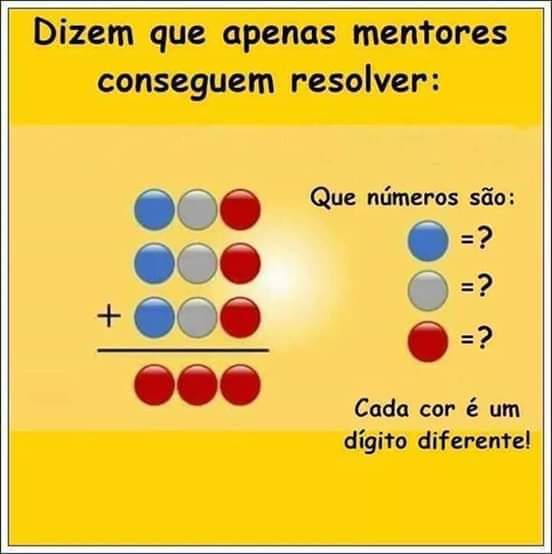 Dizem que apenas mentores
conseguem resolver:
Que números são:
=?
=?
=?
+
Cada cor é um
dígito diferente!